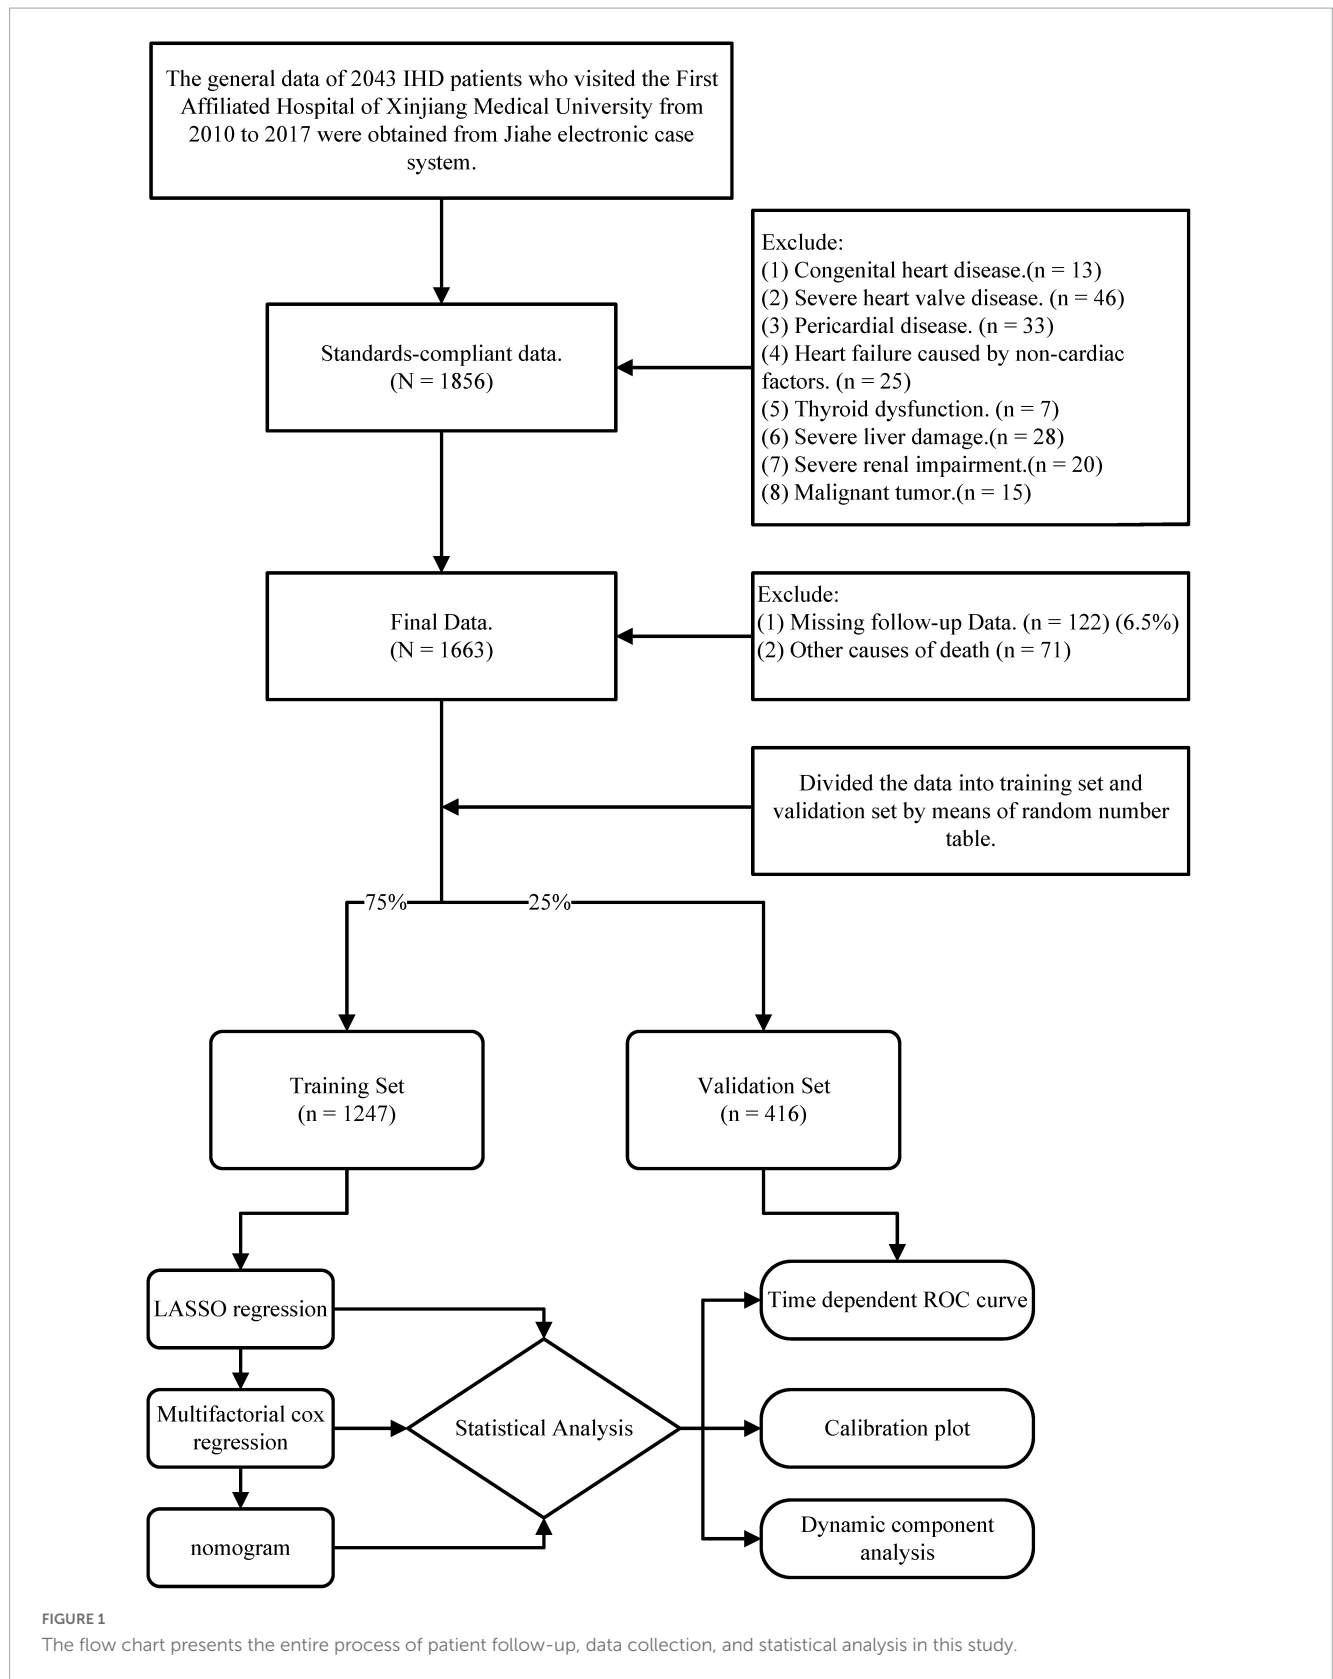 The general data of 2043 IHD patients who visited the First
Affiliated Hospital of Xinjiang Medical University from
2010 to 2017 were obtained from Jiahe electronic case
system.
Exclude:
(1) Congenital heart disease.(n = 13)
(2) Severe heart valve disease. (n = 46)
(3) Pericardial disease. (n = 33)
(4) Heart failure caused by non-cardiac
factors. (n = 25)
(5) Thyroid dysfunction. (n = 7)
(6) Severe liver damage.(n = 28)
(7) Severe renal impairment.(n = 20)
(8) Malignant tumor.(n = 15)
Standards-compliant data.
(N = 1856)
Exclude:
(1) Missing follow-up Data. (n = 122) (6.5%)
(2) Other causes of death (n = 71)
Final Data.
(N = 1663)
Divided the data into training set and
validation set by means of random number
table.
75%
25%
Training Set
(n = 1247)
Validation Set
(n = 416)
LASSO regression
Multifactorial cox
regression
nomogram
Statistical Analysis
Time dependent ROC curve
Calibration plot
Dynamic component
analysis
FIGURE 1
The flow chart presents the entire process of patient follow-up, data collection, and statistical analysis in this study.